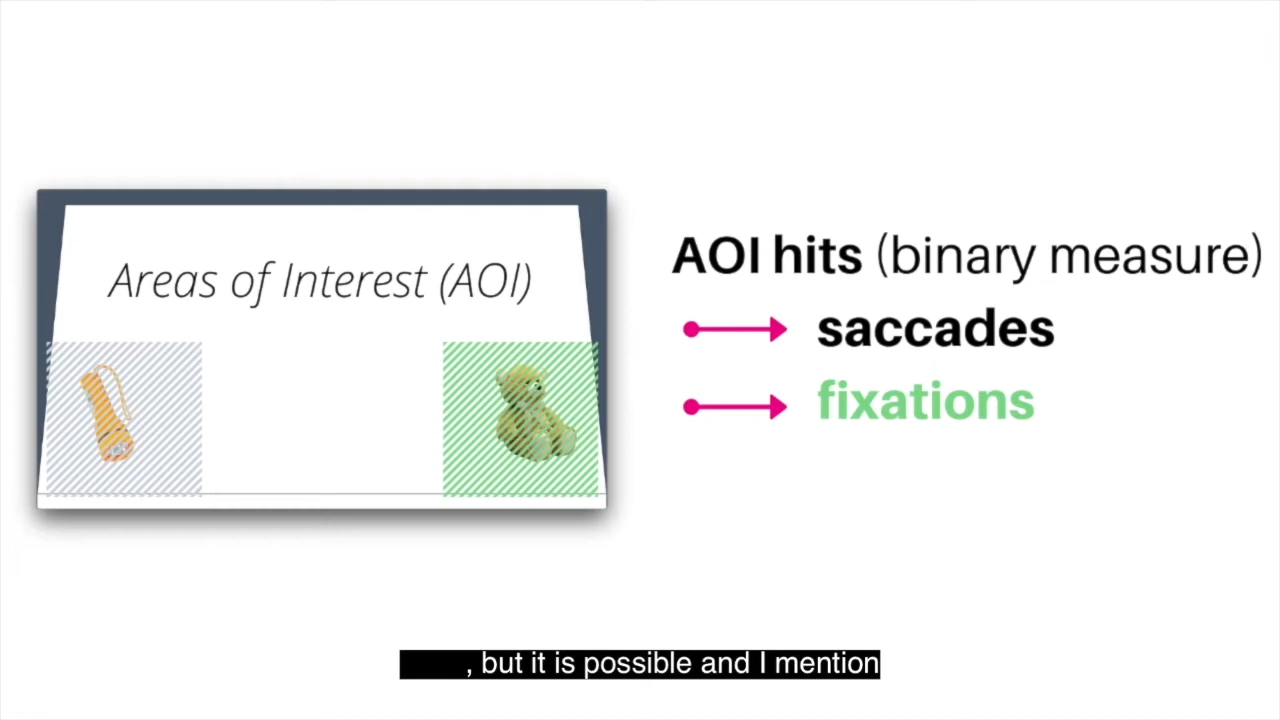 Areas of Interest (AOI)
AOI hits (binary measure)
saccades
fixations
, but it is possible and I mention